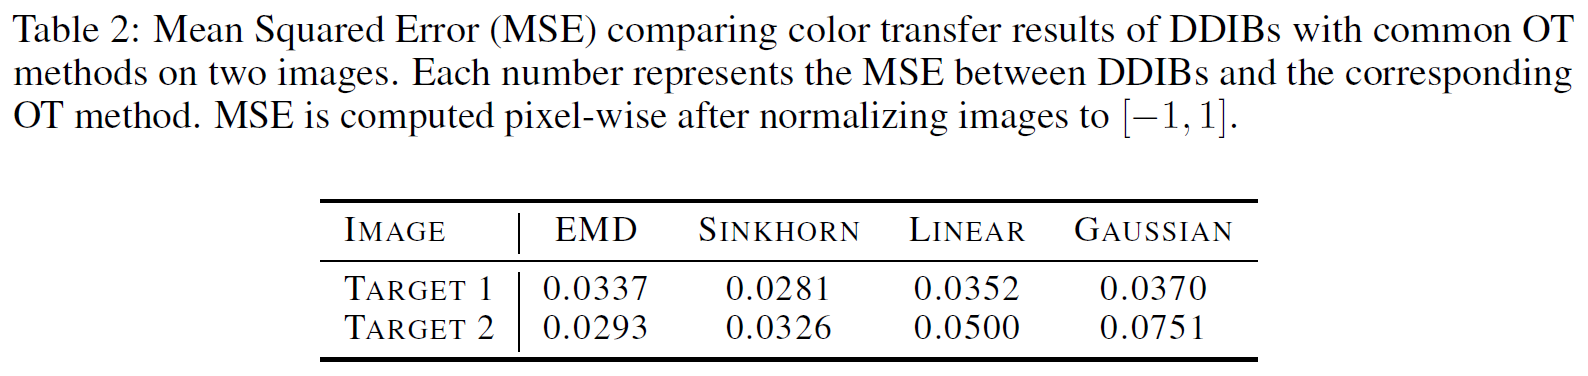 Table 2: Mean Squared Error (MSE) comparing color transfer results of DDIBs with common OT
methods on two images. Each number represents the MSE between DDIBs and the corresponding
OT method. MSE is computed pixel-wise after normalizing images to [−1, 1].
IMAGE EMD SINKHORN LINEAR GAUSSIAN
TARGET 1 0.0337 0.0281 0.0352 0.0370
TARGET 2 0.0293 0.0326 0.0500 0.0751